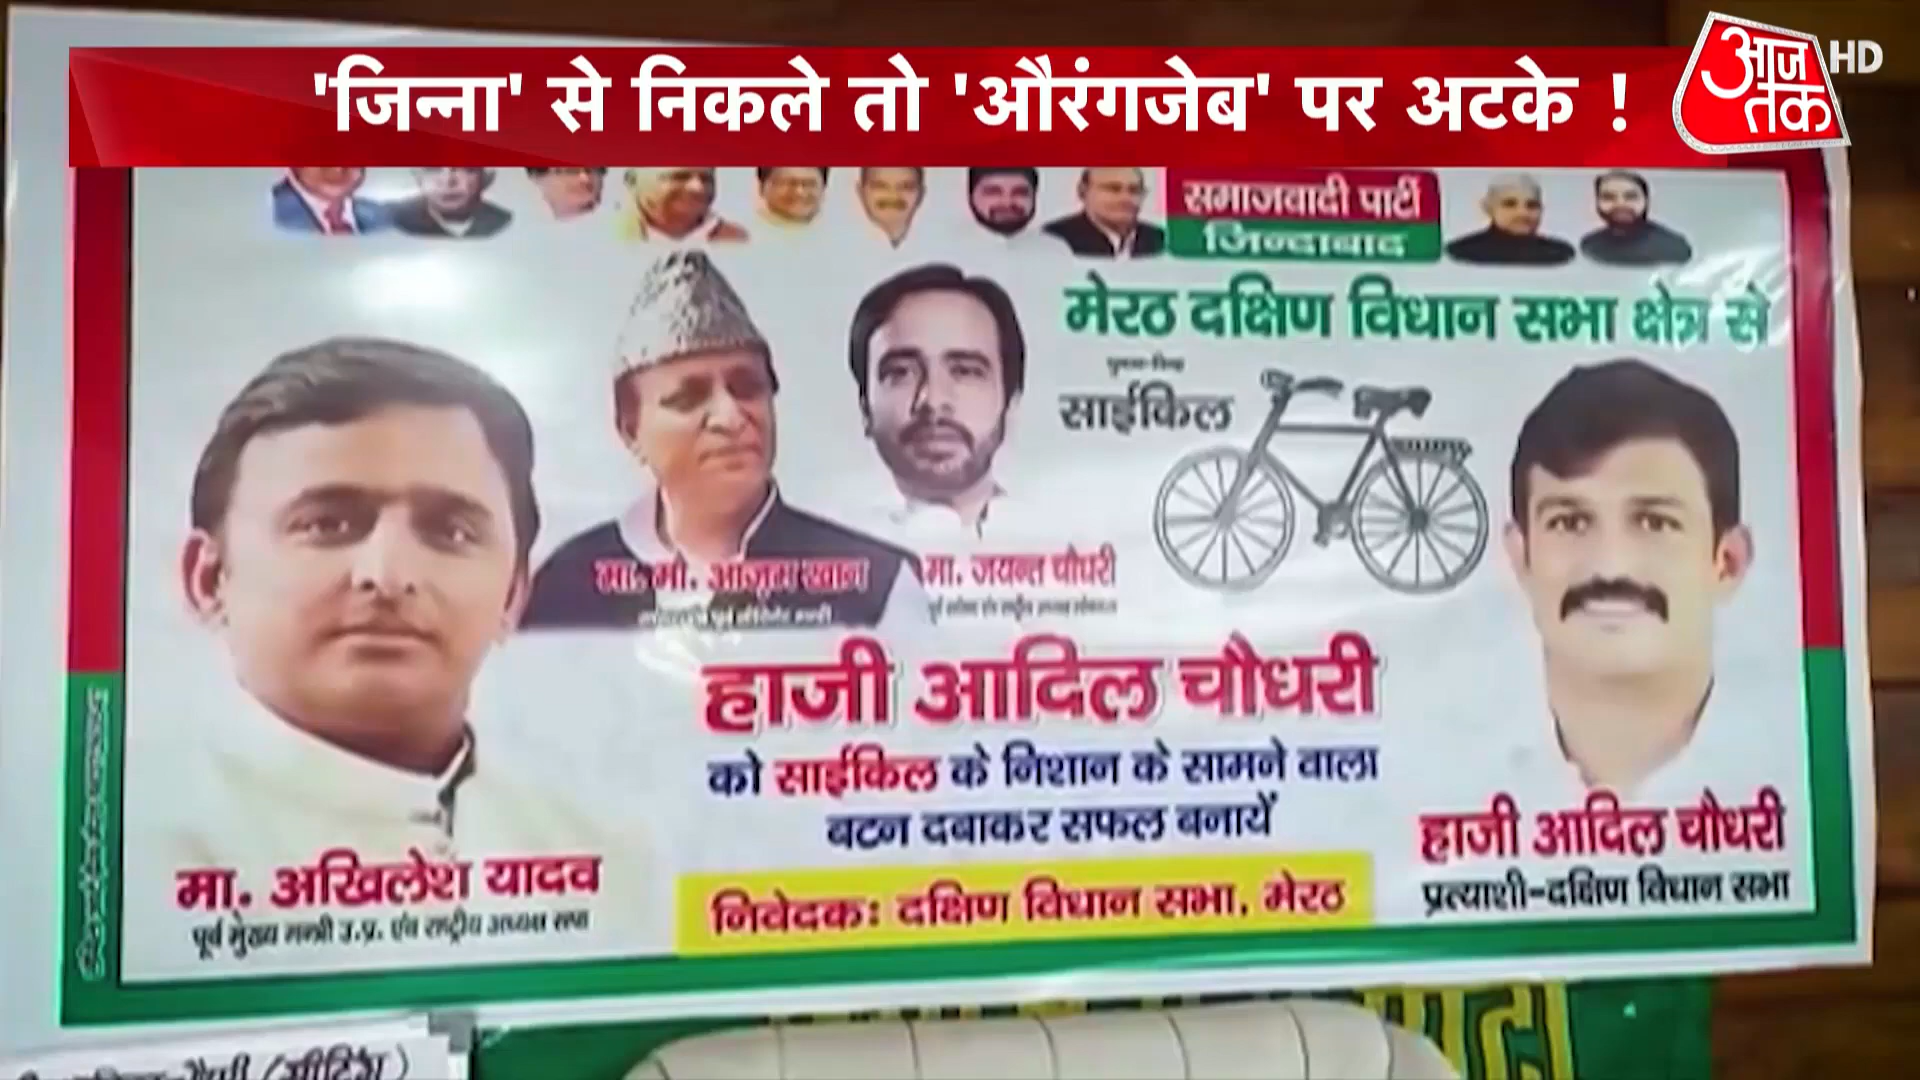 'जिन्ना' से निकले तो 'औरंगजेब' पर अटके !
आज तक HD
समाजवादी पार्टी
जिन्दाबाद
मेरठ दक्षिण विधान सभा क्षेत्र से
साईकिल
मा. मो. आज़म खान
मा. जयन्त चौधरी
हाजी आदिल चौधरी
को साईकिल के निशान के सामने वाला
बटन दबाकर सफल बनायें
मा. अखिलेश यादव
पूर्व मुख्य मन्त्री उ.प्र. एंव राष्ट्रीय अध्यक्ष सपा
निवेदक: दक्षिण विधान सभा, मेरठ
हाजी आदिल चौधरी
प्रत्याशी-दक्षिण विधान सभा
(मीटिंग)